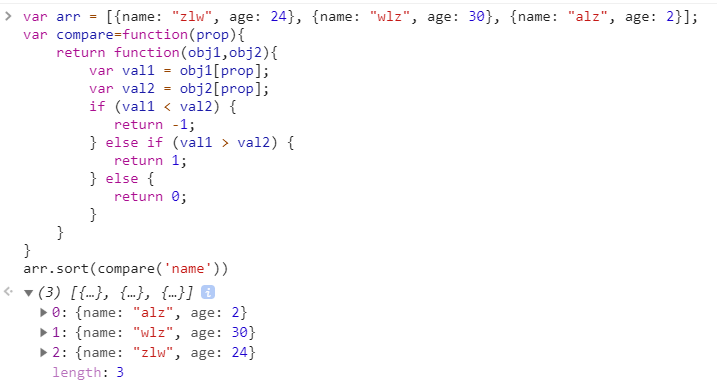 var arr = [{name: "zlw", age: 24}, {name: "wlz", age: 30}, {name: "alz", age: 2}];
var compare=function(prop){
    return function(obj1,obj2){
        var val1 = obj1[prop];
        var val2 = obj2[prop];
        if (val1 < val2) {
           return -1;
        } else if (val1 > val2) {
           return 1;
        } else {
           return 0;
        }
    }
}
arr.sort(compare('name'))
(3) [{…}, {…}, {…}] i
0: {name: "alz", age: 2}
1: {name: "wlz", age: 30}
2: {name: "zlw", age: 24}
length: 3